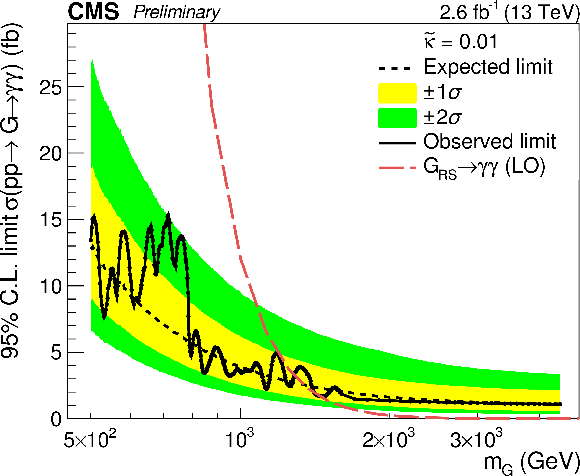 CMS Preliminary 2.6 fb⁻¹ (13 TeV)
κ̃ = 0.01
Expected limit
±1σ
±2σ
Observed limit
G_RS→γγ (LO)
95% C.L. limit σ(pp→ G→γγ) (fb)
25
20
15
10
5
0
5×10² 10³ 2×10³ 3×10³
m_G (GeV)